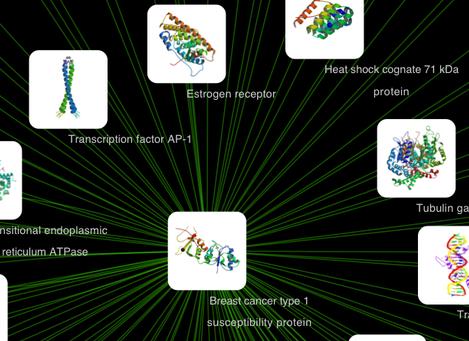 Heat shock cognate 71 kDa
protein
Estrogen receptor
Transcription factor AP-1
Tubulin ga
nsitional endoplasmic
reticulum ATPase
Breast cancer type 1
susceptibility protein
Tra